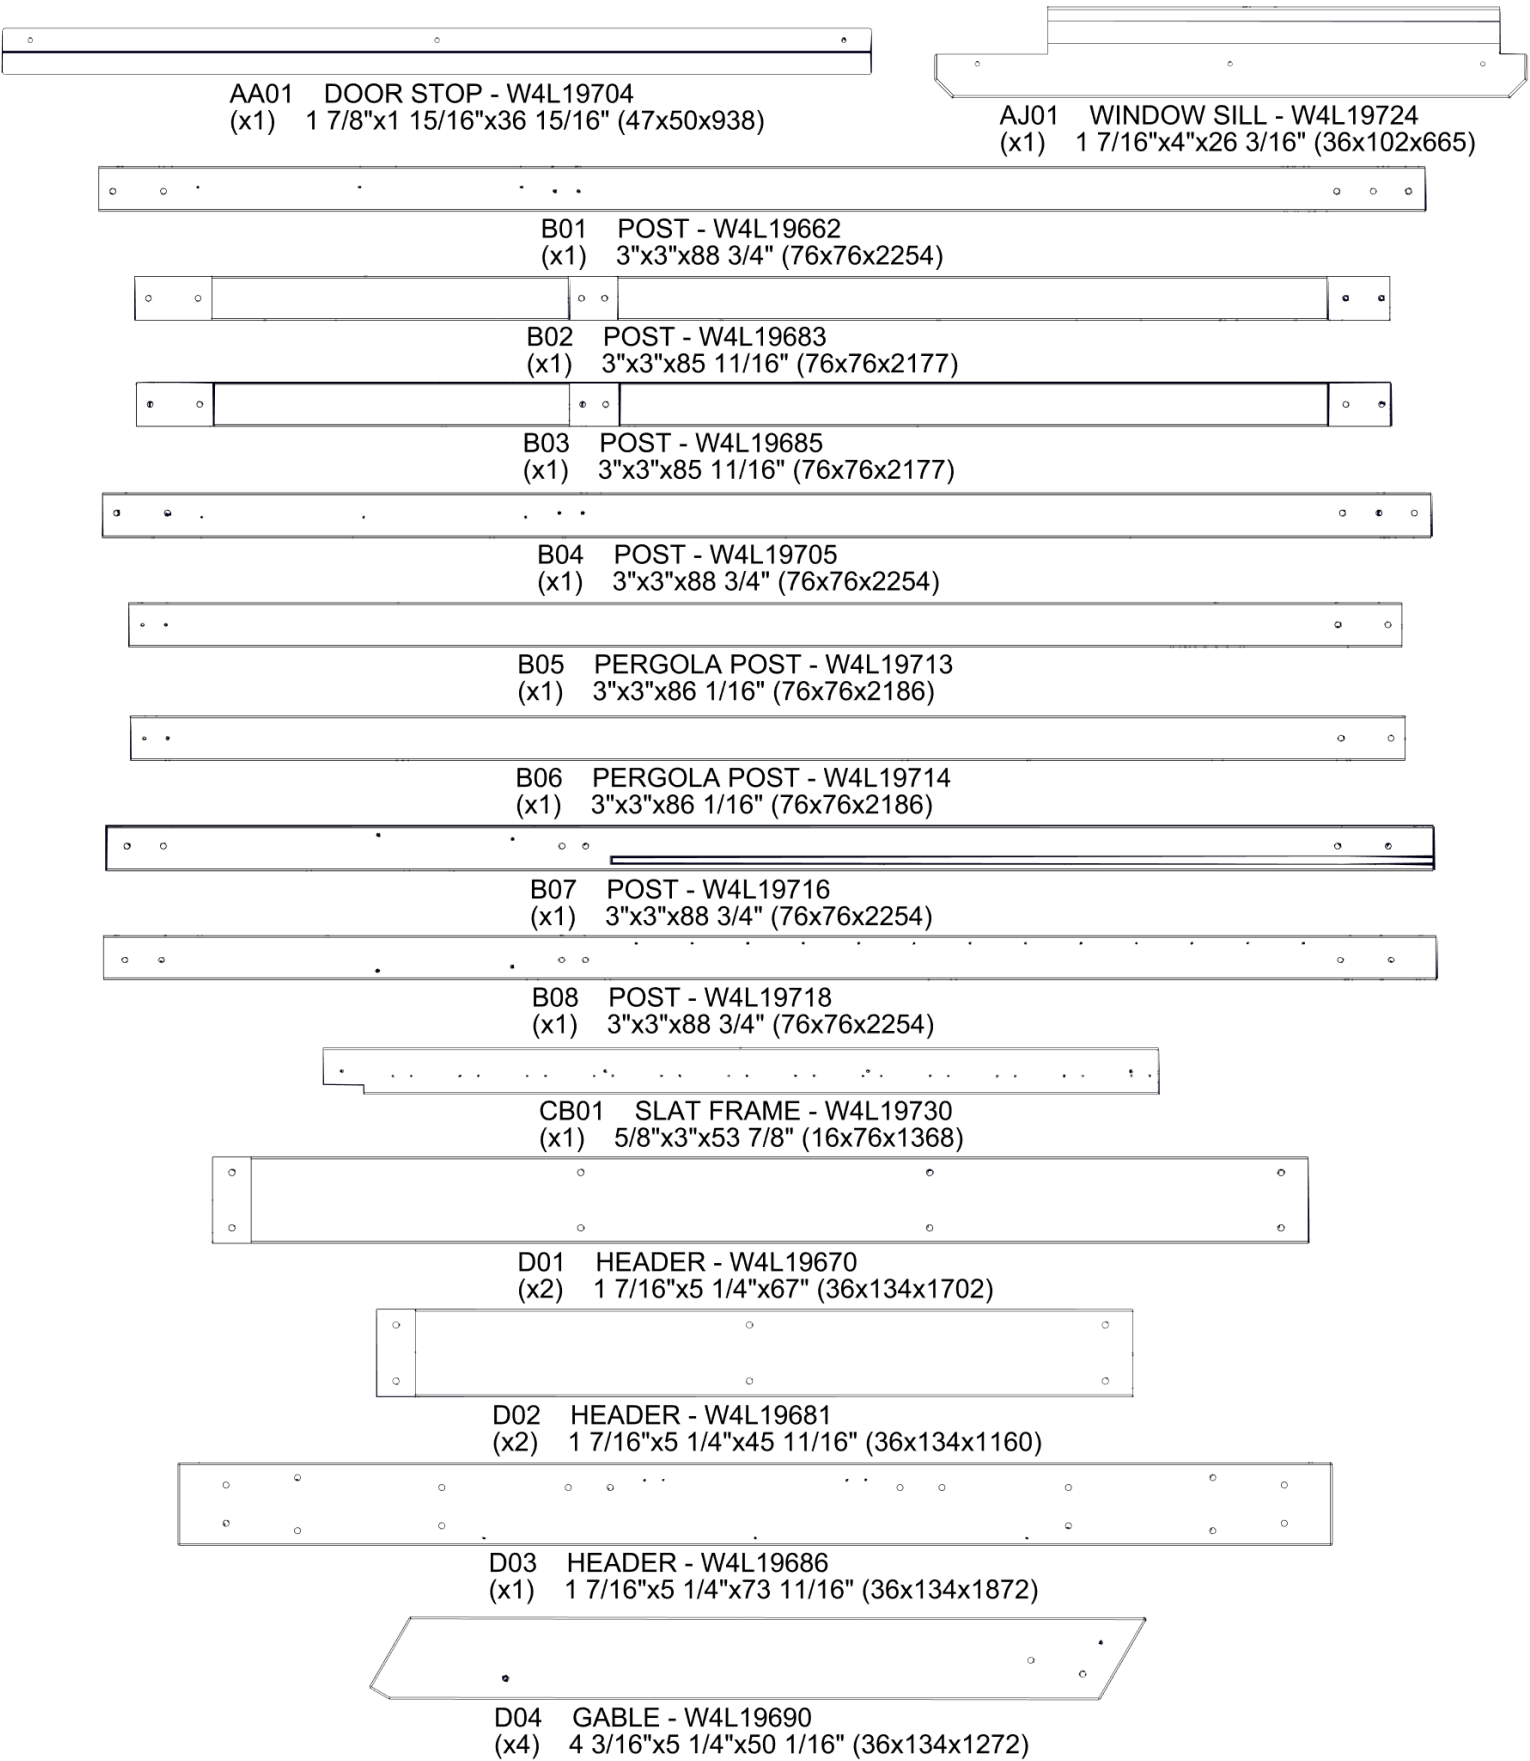 AA01 DOOR STOP - W4L19704
(x1) 1 7/8"x1 15/16"x36 15/16" (47x50x938)
AJ01 WINDOW SILL - W4L19724
(x1) 1 7/16"x4"x26 3/16" (36x102x665)
B01 POST - W4L19662
(x1) 3"x3"x88 3/4" (76x76x2254)
B02 POST - W4L19683
(x1) 3"x3"x85 11/16" (76x76x2177)
B03 POST - W4L19685
(x1) 3"x3"x85 11/16" (76x76x2177)
B04 POST - W4L19705
(x1) 3"x3"x88 3/4" (76x76x2254)
B05 PERGOLA POST - W4L19713
(x1) 3"x3"x86 1/16" (76x76x2186)
B06 PERGOLA POST - W4L19714
(x1) 3"x3"x86 1/16" (76x76x2186)
B07 POST - W4L19716
(x1) 3"x3"x88 3/4" (76x76x2254)
B08 POST - W4L19718
(x1) 3"x3"x88 3/4" (76x76x2254)
CB01 SLAT FRAME - W4L19730
(x1) 5/8"x3"x53 7/8" (16x76x1368)
D01 HEADER - W4L19670
(x2) 1 7/16"x5 1/4"x67" (36x134x1702)
D02 HEADER - W4L19681
(x2) 1 7/16"x5 1/4"x45 11/16" (36x134x1160)
D03 HEADER - W4L19686
(x1) 1 7/16"x5 1/4"x73 11/16" (36x134x1872)
D04 GABLE - W4L19690
(x4) 4 3/16"x5 1/4"x50 1/16" (36x134x1272)